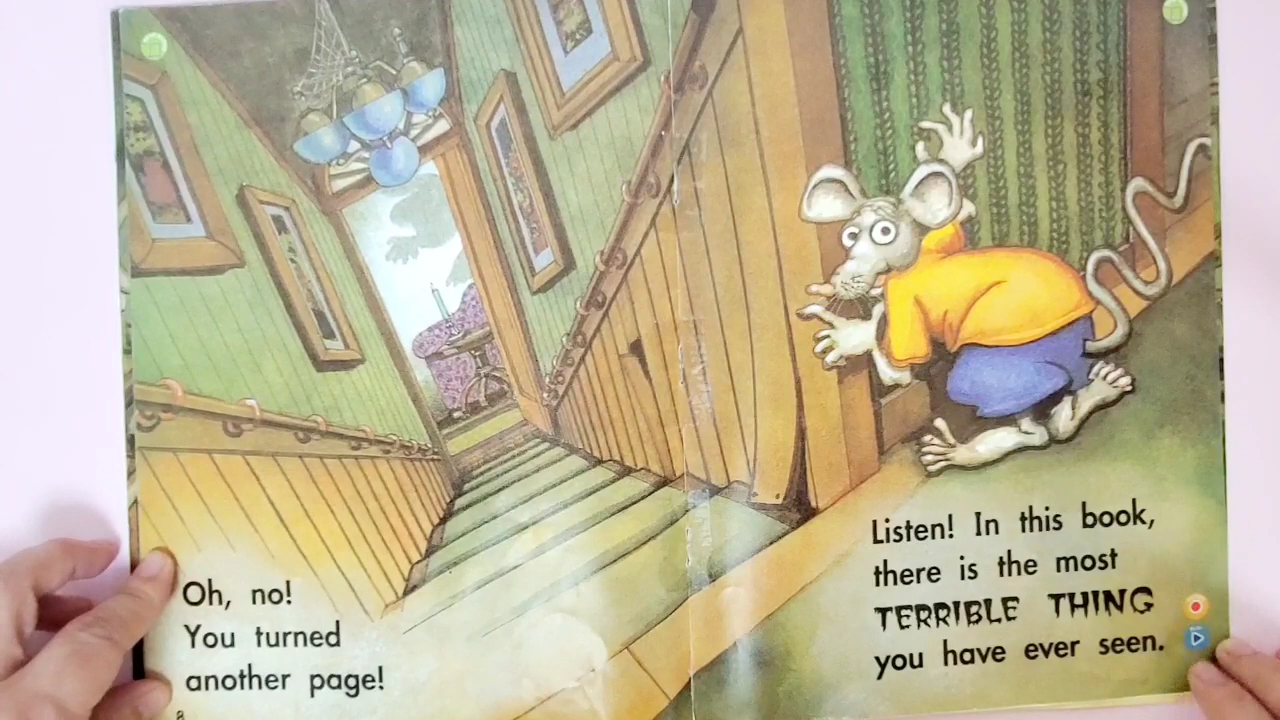 Oh, no!
You turned
another page!
8
Listen! In this book,
there is the most
TERRIBLE THING
you have ever seen.